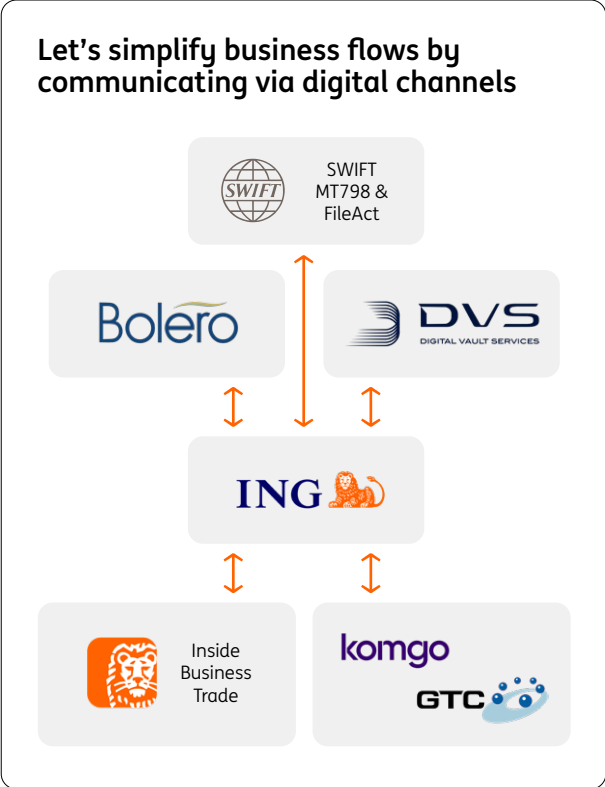 Let's simplify business flows by
communicating via digital channels
SWIFT
SWIFT
MT798 &
FileAct
Bolero
DVS
DIGITAL VAULT SERVICES
ING
Inside
Business
Trade
komgo
GTC